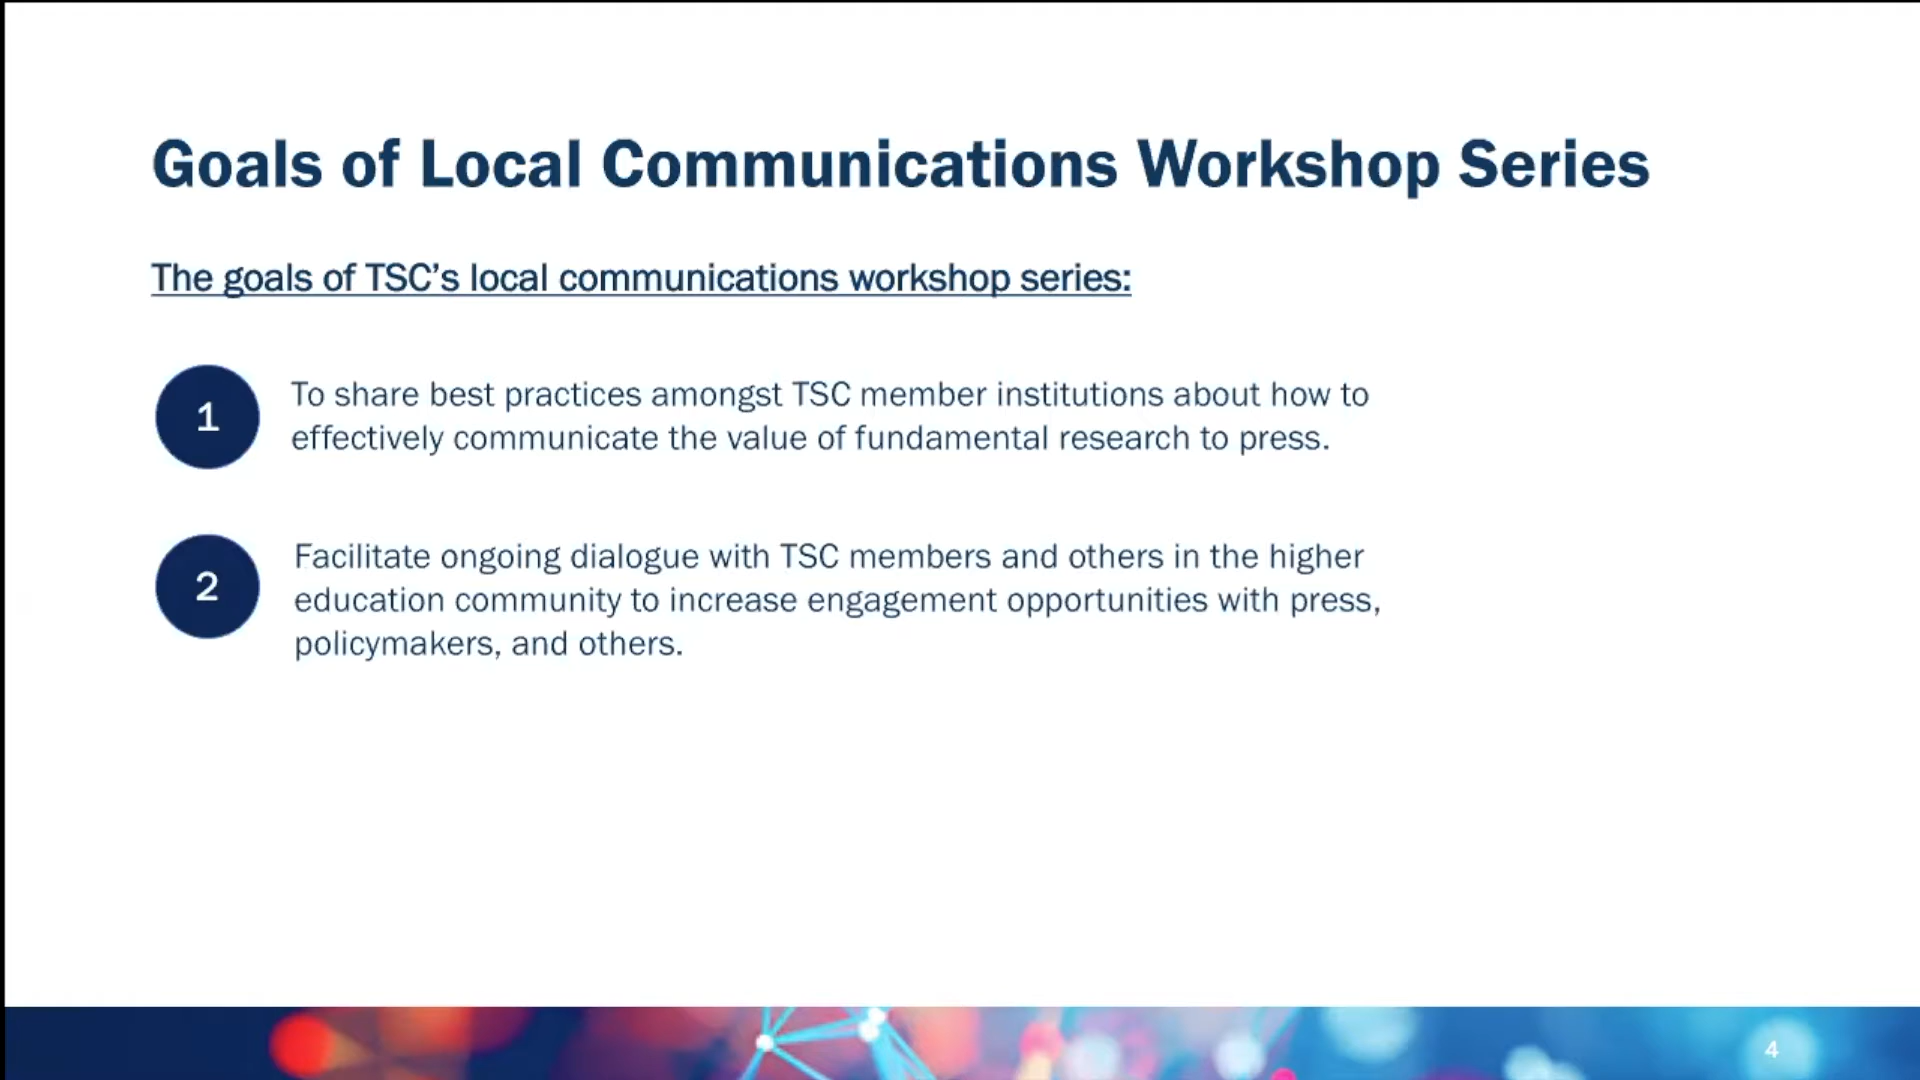 Goals of Local Communications Workshop Series
The goals of TSC’s local communications workshop series:
1
To share best practices amongst TSC member institutions about how to
effectively communicate the value of fundamental research to press.
2
Facilitate ongoing dialogue with TSC members and others in the higher
education community to increase engagement opportunities with press,
policymakers, and others.
4